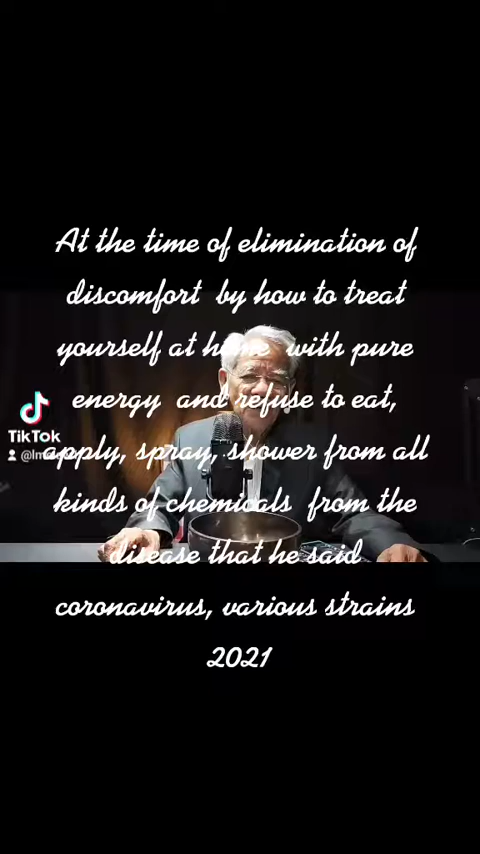 At the time of elimination of
discomfort by how to treat
yourself at home with pure
energy and refuse to eat,
apply, spray, shower from all
kinds of chemicals from the
disease that he said
coronavirus, various strains
2021
TikTok